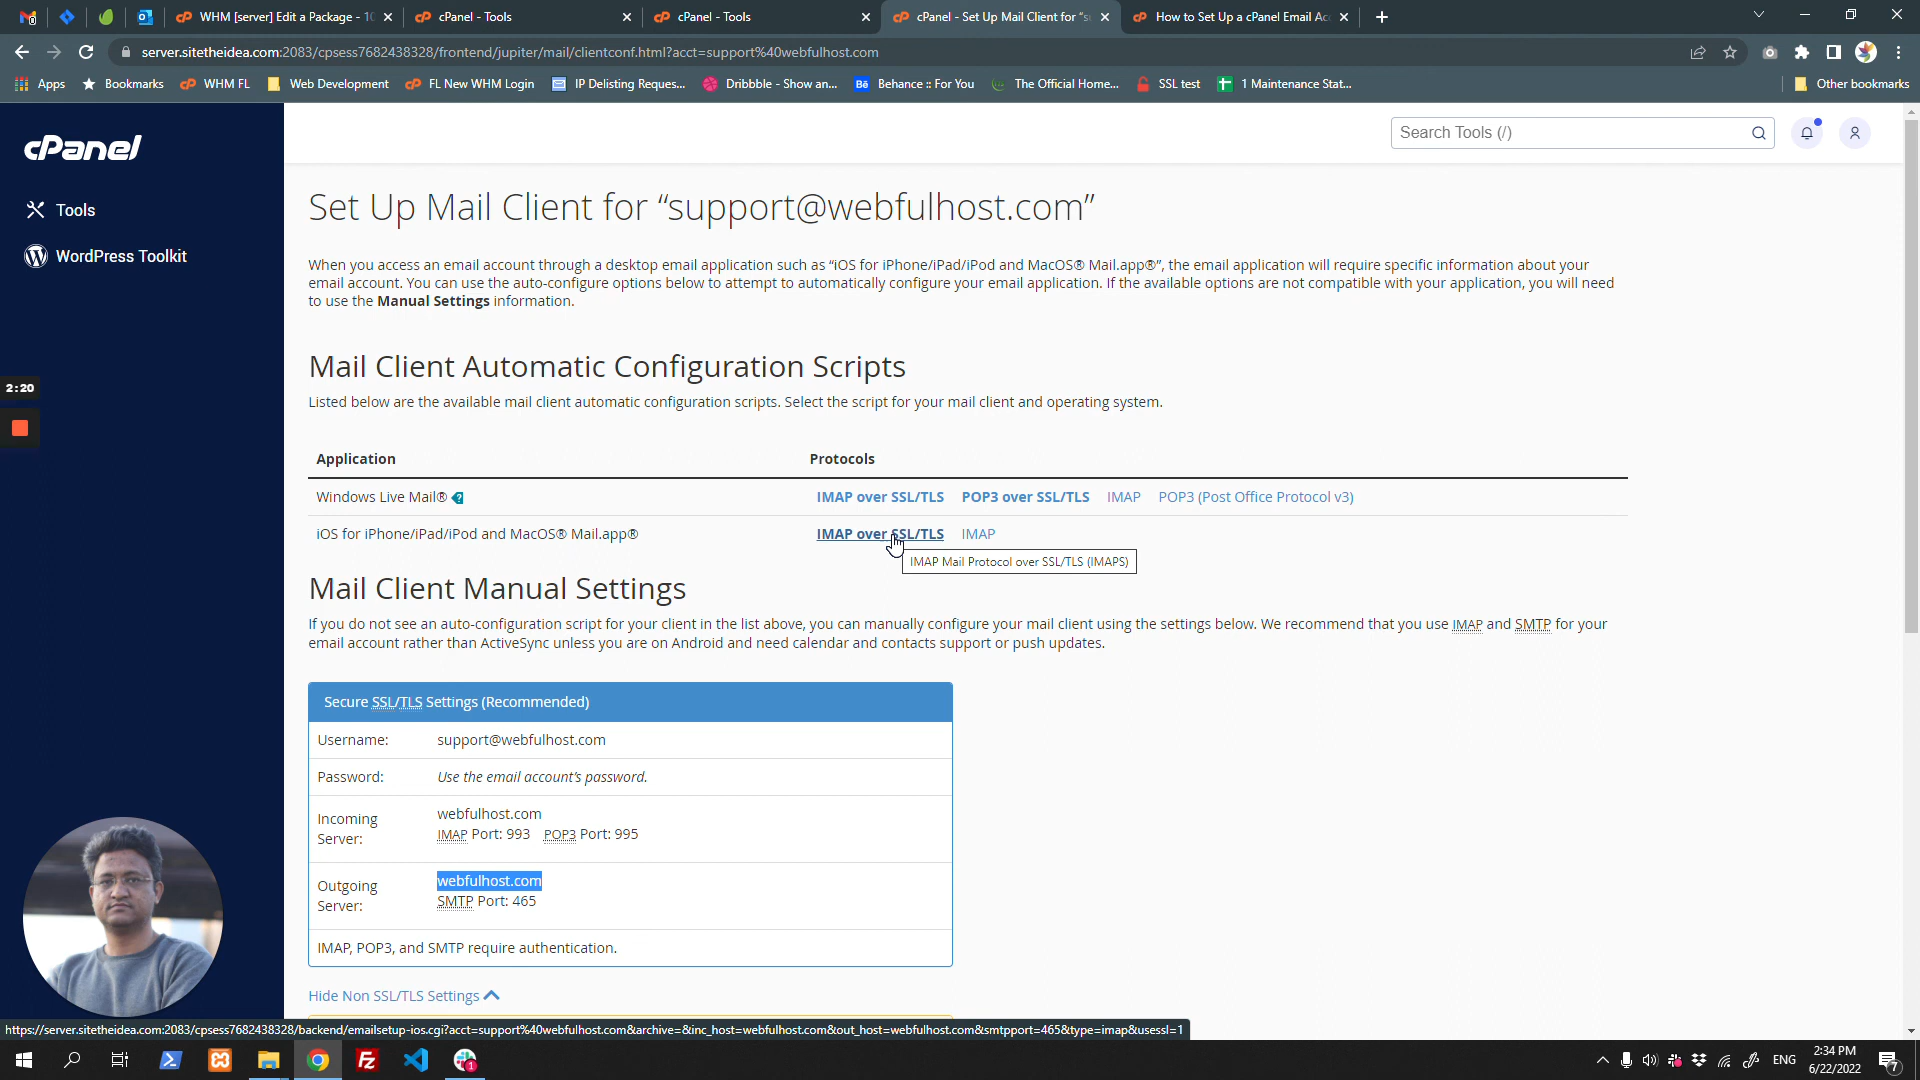 WHM [server] Edit a Package - 10
cPanel - Tools
cPanel - Tools
cPanel - Set Up Mail Client for “su
How to Set Up a cPanel Email Acc
server.sitetheidea.com:2083/cpsess7682438328/frontend/jupiter/mail/clientconf.html?acct=support%40webfulhost.com
Apps
Bookmarks
WHM FL
Web Development
FL New WHM Login
IP Delisting Reques...
Dribbble - Show an...
Bē
Behance :: For You
The Official Home...
SSL test
1 Maintenance Stat...
Other bookmarks
cPanel
Search Tools (/)
Tools
WordPress Toolkit
Set Up Mail Client for “support@webfulhost.com”
When you access an email account through a desktop email application such as “iOS for iPhone/iPad/iPod and MacOS® Mail.app®”, the email application will require specific information about your
email account. You can use the auto-configure options below to attempt to automatically configure your email application. If the available options are not compatible with your application, you will need
to use the Manual Settings information.
Mail Client Automatic Configuration Scripts
2:20
Listed below are the available mail client automatic configuration scripts. Select the script for your mail client and operating system.
Application
Protocols
Windows Live Mail® ?
IMAP over SSL/TLS
POP3 over SSL/TLS
IMAP
POP3 (Post Office Protocol v3)
iOS for iPhone/iPad/iPod and MacOS® Mail.app®
IMAP over SSL/TLS
IMAP
IMAP Mail Protocol over SSL/TLS (IMAPS)
Mail Client Manual Settings
If you do not see an auto-configuration script for your client in the list above, you can manually configure your mail client using the settings below. We recommend that you use IMAP and SMTP for your
email account rather than ActiveSync unless you are on Android and need calendar and contacts support or push updates.
Secure SSL/TLS Settings (Recommended)
Username:
support@webfulhost.com
Password:
Use the email account’s password.
Incoming
Server:
webfulhost.com
IMAP Port: 993 POP3 Port: 995
Outgoing
Server:
webfulhost.com
SMTP Port: 465
IMAP, POP3, and SMTP require authentication.
Hide Non SSL/TLS Settings
https://server.sitetheidea.com:2083/cpsess7682438328/backend/emailsetup-ios.cgi?acct=support%40webfulhost.com&archive=&inc_host=webfulhost.com&out_host=webfulhost.com&smtpport=465&type=imap&usessl=1
Fz
1
ENG
2:34 PM
6/22/2022
7